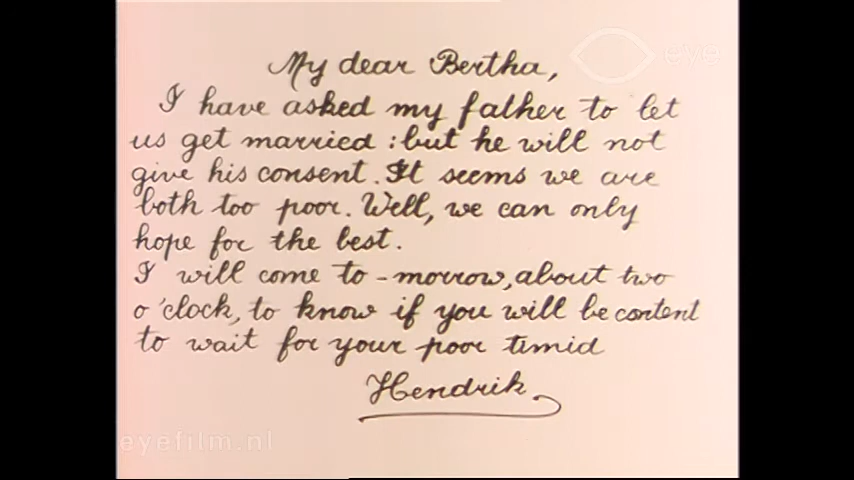 eye
My dear Bertha,
I have asked my father to let
us get married : but he will not
give his consent. It seems we are
both too poor. Well, we can only
hope for the best.
I will come to-morrow, about two
o'clock, to know if you will be content
to wait for your poor timid
Hendrik
eyefilm.nl